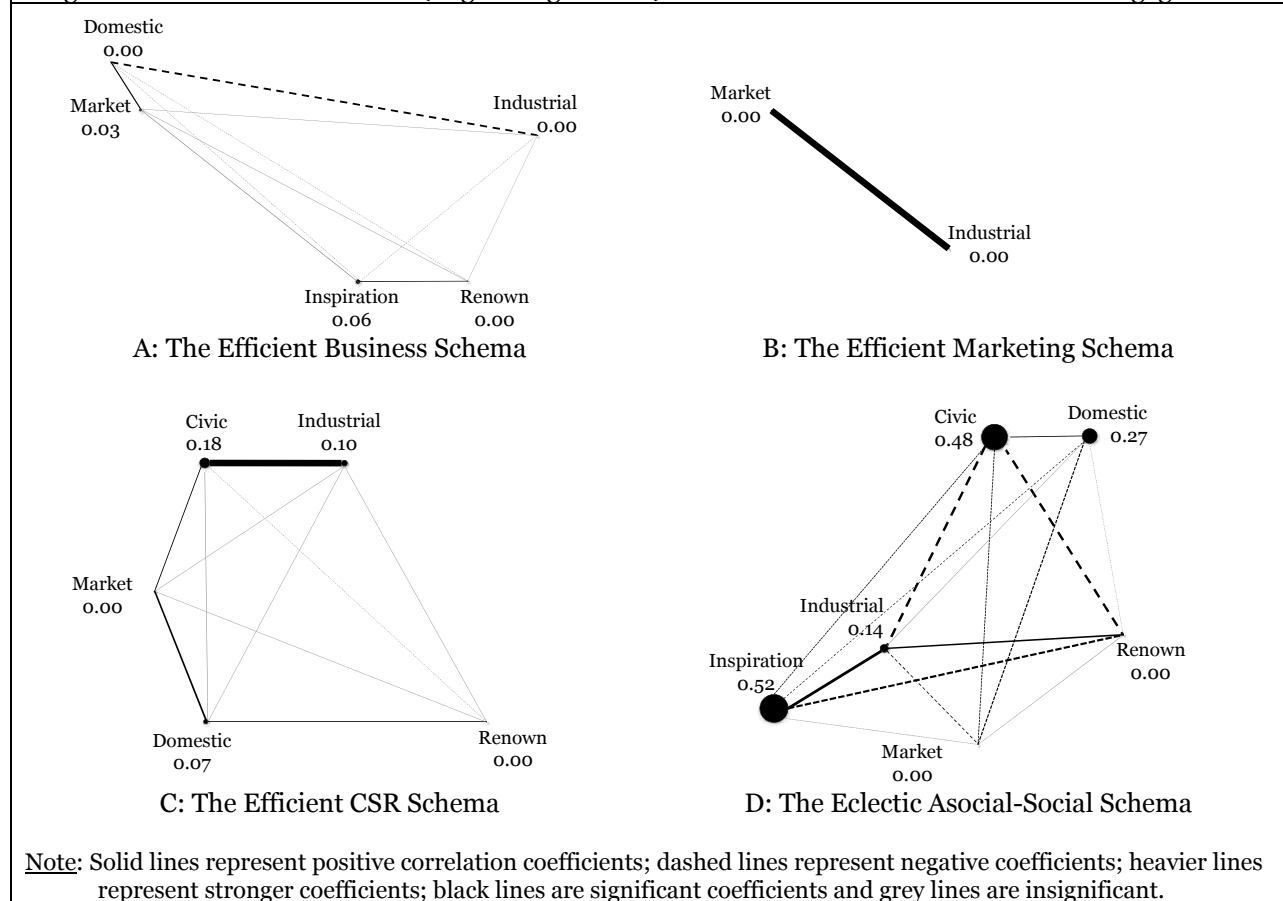 Domestic
0.00
Market
0.03
Industrial
0.00
Inspiration
0.06
Renown
0.00
A: The Efficient Business Schema
Market
0.00
Industrial
0.00
B: The Efficient Marketing Schema
Civic
0.18
Industrial
0.10
Market
0.00
Domestic
0.07
Renown
0.00
C: The Efficient CSR Schema
Civic
0.48
Domestic
0.27
Industrial
0.14
Inspiration
0.52
Renown
0.00
Market
0.00
D: The Eclectic Asocial-Social Schema
Note: Solid lines represent positive correlation coefficients; dashed lines represent negative coefficients; heavier lines
represent stronger coefficients; black lines are significant coefficients and grey lines are insignificant.